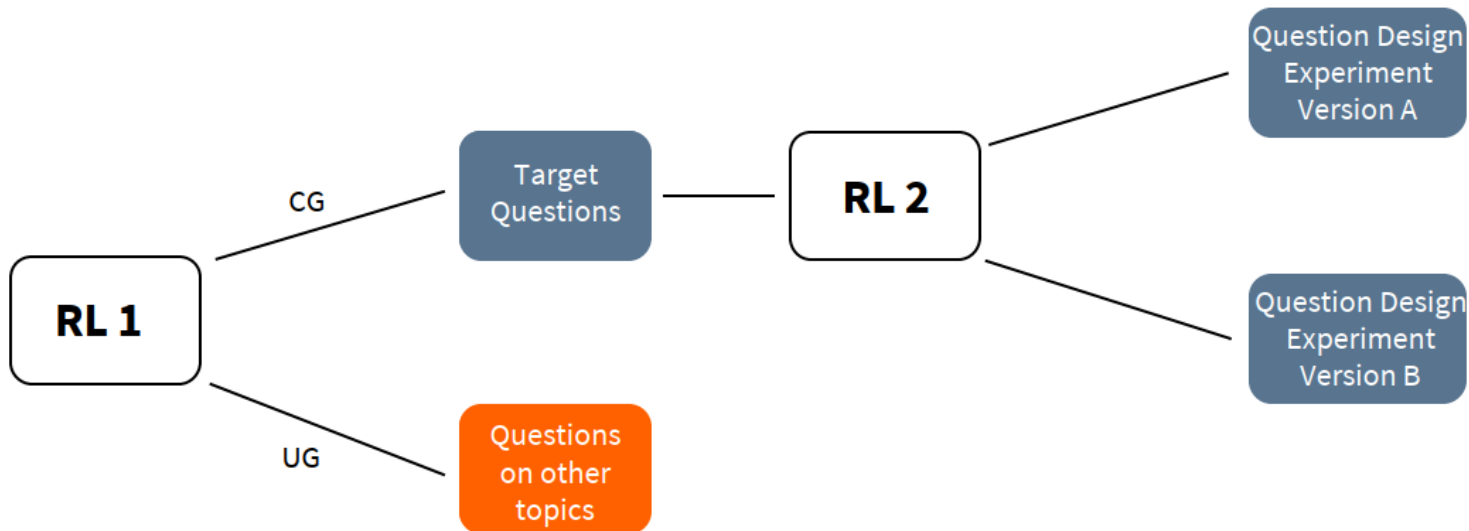 RL 1
CG
UG
Target
Questions
Questions
on other
topics
RL 2
Question Design
Experiment
Version A
Question Design
Experiment
Version B